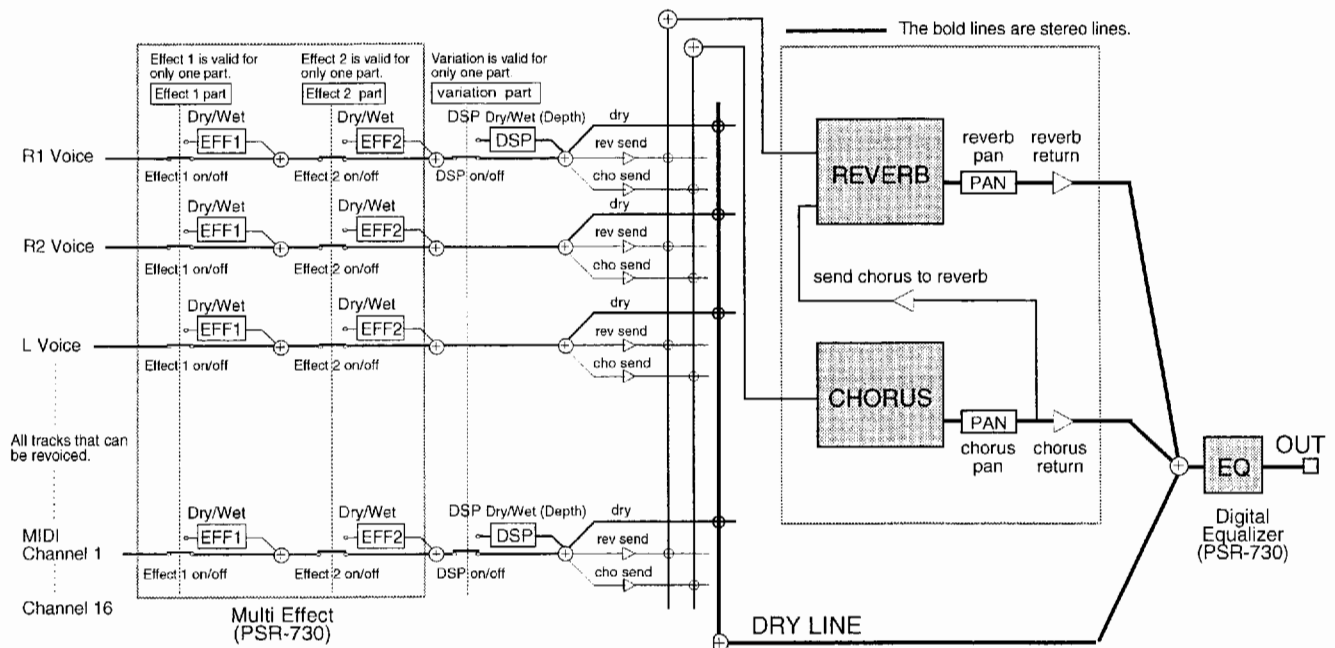 The bold lines are stereo lines.
Effect 1 is valid for
only one part.
Effect 1 part
Effect 2 is valid for
only one part.
Effect 2 part
Variation is valid for
only one part.
variation part
Dry/Wet
EFF1
Dry/Wet
EFF2
DSP Dry/Wet (Depth)
DSP
dry
rev send
cho send
R1 Voice
Effect 1 on/off
Effect 2 on/off
DSP on/off
Dry/Wet
EFF1
Dry/Wet
EFF2
dry
rev send
cho send
R2 Voice
Effect 1 on/off
Effect 2 on/off
Dry/Wet
EFF1
Dry/Wet
EFF2
dry
rev send
cho send
L Voice
Effect 1 on/off
Effect 2 on/off
All tracks that can
be revoiced.
Dry/Wet
EFF1
Dry/Wet
EFF2
DSP Dry/Wet (Depth)
DSP
dry
rev send
cho send
MIDI
Channel 1
Effect 1 on/off
Effect 2 on/off
DSP on/off
Channel 16
Multi Effect
(PSR-730)
REVERB
reverb
pan
PAN
reverb
return
send chorus to reverb
CHORUS
PAN
chorus
pan
chorus
return
EQ
OUT
Digital
Equalizer
(PSR-730)
DRY LINE